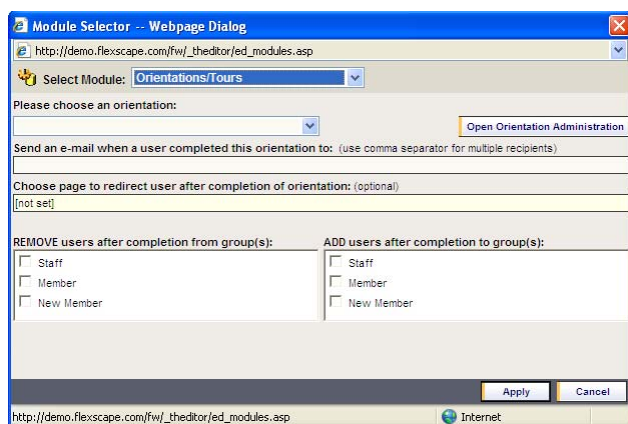 Module Selector -- Webpage Dialog
http://demo.flexscape.com/fw/_theditor/ed_modules.asp
Select Module: Orientations/Tours
Please choose an orientation:
Open Orientation Administration
Send an e-mail when a user completed this orientation to: (use comma separator for multiple recipients)
Choose page to redirect user after completion of orientation: (optional)
[not set]
REMOVE users after completion from group(s): ADD users after completion to group(s):
Staff Staff
Member Member
New Member New Member
Apply Cancel
http://demo.flexscape.com/fw/_theditor/ed_modules.asp Internet